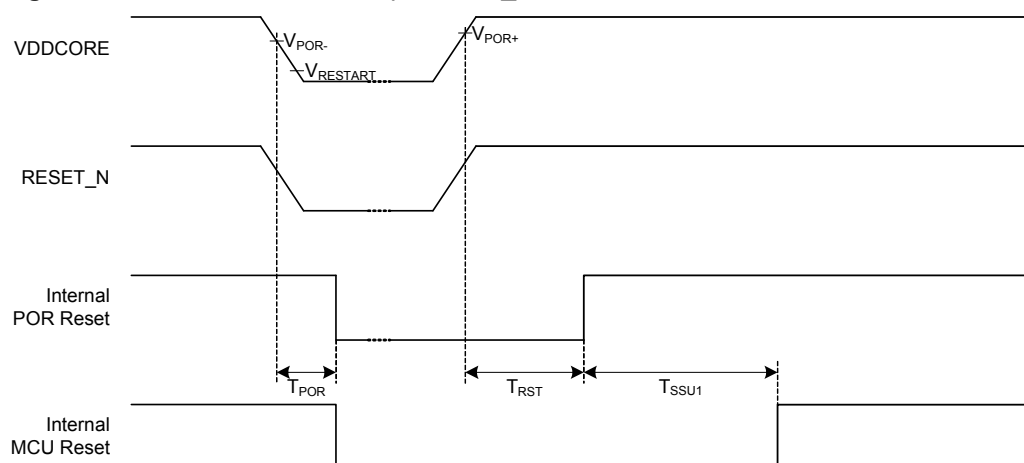 VDDCORE
VPOR-
VRESTART
VPOR+
RESET_N
Internal
POR Reset
TPOR
TRST
TSSU1
Internal
MCU Reset